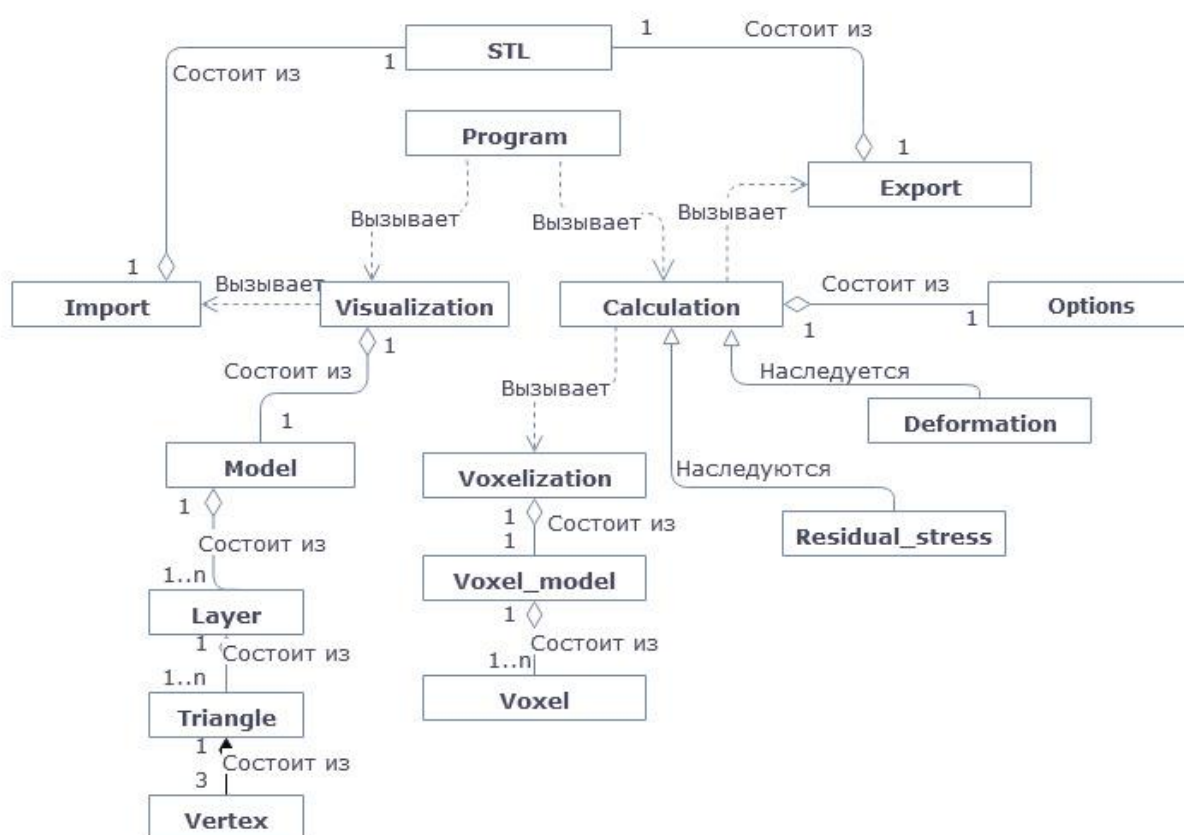 1
Состоит из
STL
1
Состоит из
Program
1
Export
Вызывает
Вызывает
Вызывает
1
Вызывает
Состоит из
Import
Visualization
Calculation
Options
1
1
1
Состоит из
Наследуется
Вызывает
1
Deformation
Model
Наследуются
Voxelization
1
1
Состоит из
Состоит из
Residual_stress
1
1..n
Voxel_model
Layer
1
1
Состоит из
Состоит из
1..n
1..n
Triangle
Voxel
1
Состоит из
3
Vertex